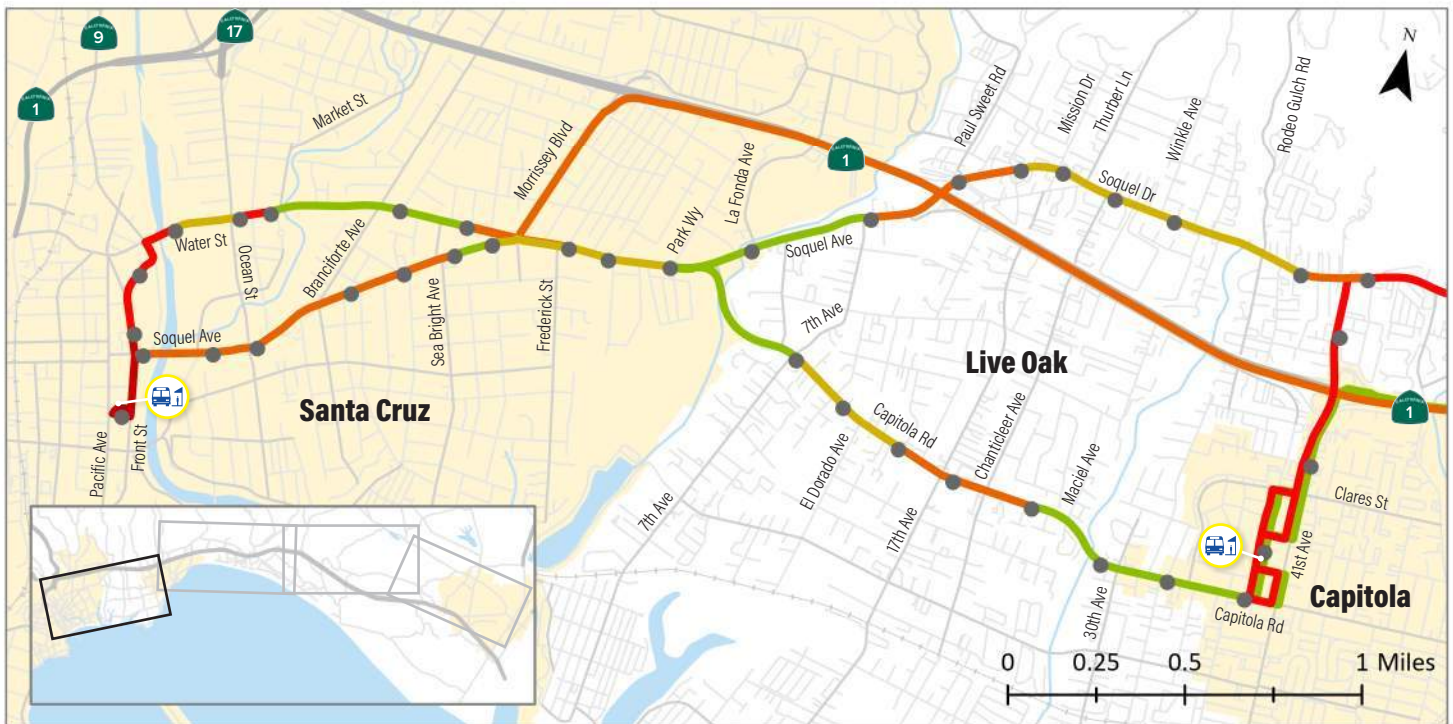 9
17
1
N
Market St
Morrissey Blvd
La Fonda Ave
1
Paul Sweet Rd
Mission Dr
Thurber Ln
Winkle Ave
Rodeo Gulch Rd
Soquel Dr
Water St
Ocean St
Branciforte Ave
Park Wy
Soquel Ave
Soquel Ave
Sea Bright Ave
Frederick St
7th Ave
Live Oak
Santa Cruz
1
Pacific Ave
Front St
Capitola Rd
El Dorado Ave
Chanticleer Ave
17th Ave
Maciel Ave
7th Ave
Clares St
41st Ave
30th Ave
Capitola Rd
Capitola
0 0.25 0.5 1 Miles